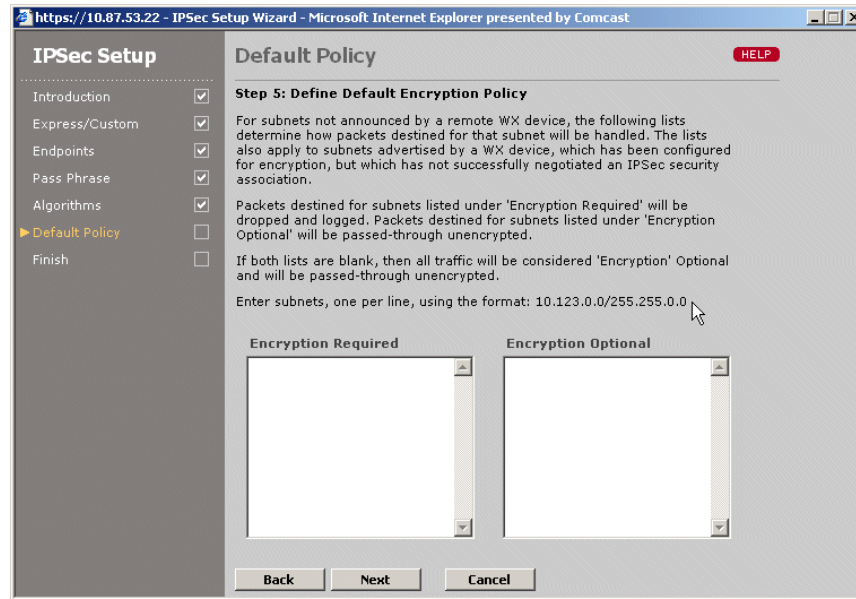 https://10.87.53.22 - IPSec Setup Wizard - Microsoft Internet Explorer presented by Comcast
IPSec Setup
Introduction
Express/Custom
Endpoints
Pass Phrase
Algorithms
Default Policy
Finish
Default Policy
HELP
Step 5: Define Default Encryption Policy
For subnets not announced by a remote WX device, the following lists
determine how packets destined for that subnet will be handled. The lists
also apply to subnets advertised by a WX device, which has been configured
for encryption, but which has not successfully negotiated an IPSec security
association.
Packets destined for subnets listed under 'Encryption Required' will be
dropped and logged. Packets destined for subnets listed under 'Encryption
Optional' will be passed-through unencrypted.
If both lists are blank, then all traffic will be considered 'Encryption' Optional
and will be passed-through unencrypted.
Enter subnets, one per line, using the format: 10.123.0.0/255.255.0.0
Encryption Required
Encryption Optional
Back
Next
Cancel